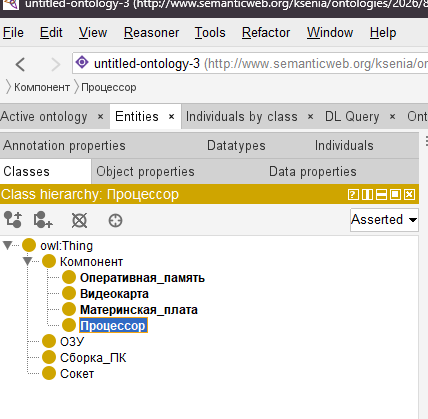 untitled-ontology-3 (http://www.semanticweb.org/ksenia/ontologies/2026/8
File Edit View Reasoner Tools Refactor Window Help
untitled-ontology-3 (http://www.semanticweb.org/ksenia/on
Компонент Процессор
Active ontology × Entities × Individuals by class × DL Query × Ont
Annotation properties Datatypes Individuals
Classes Object properties Data properties
Class hierarchy: Процессор
Asserted
owl:Thing
Компонент
Оперативная_память
Видеокарта
Материнская_плата
Процессор
ОЗУ
Сборка_ПК
Сокет